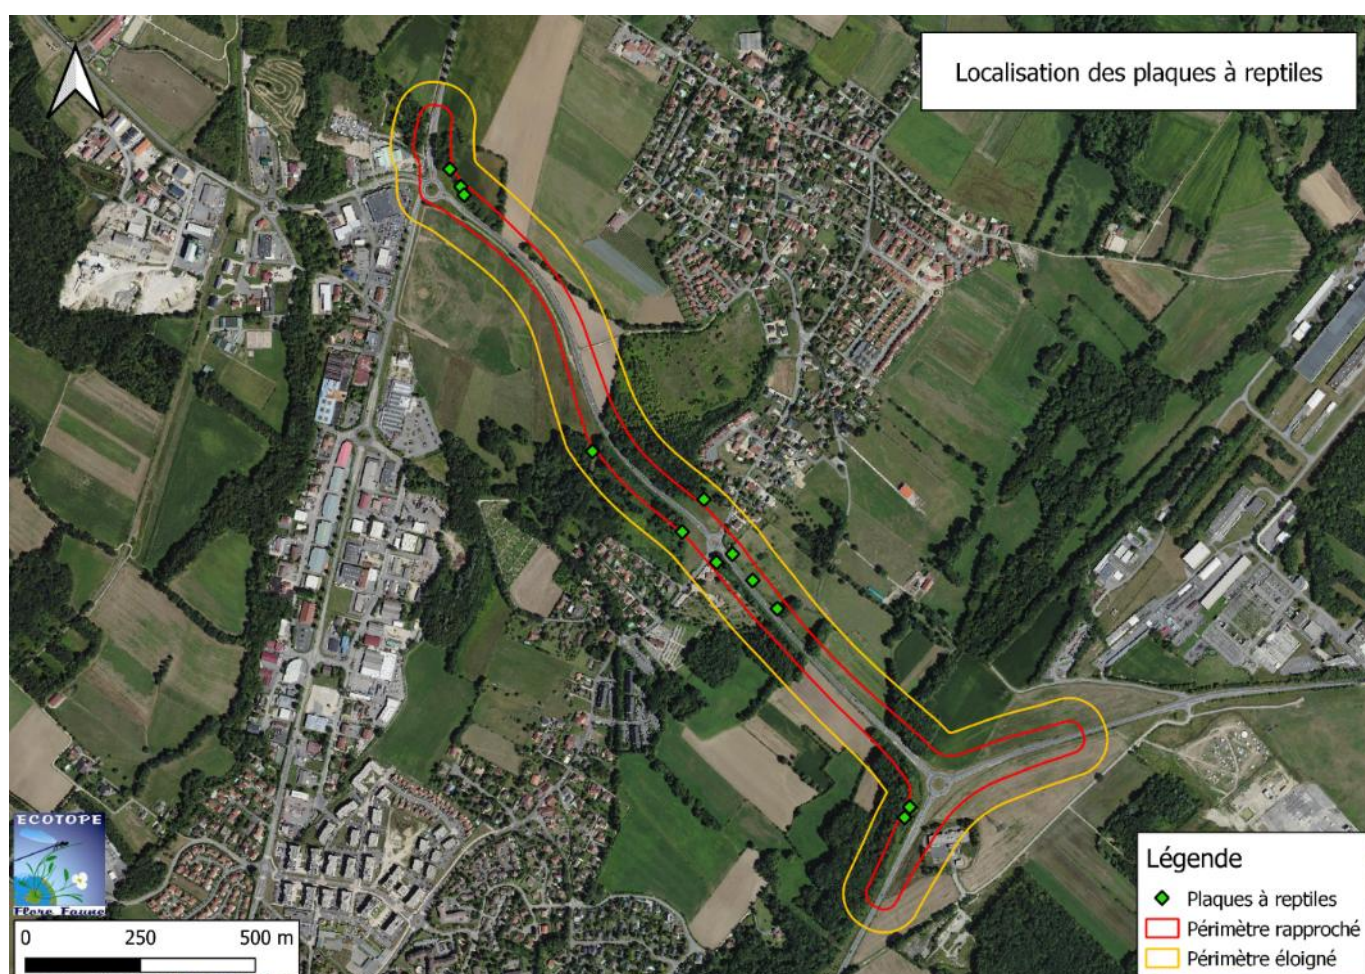 Localisation des plaques à reptiles
ECOTOPE
Flore Faune
0 250 500 m
Légende
Plaques à reptiles
Périmètre rapproché
Périmètre éloigné